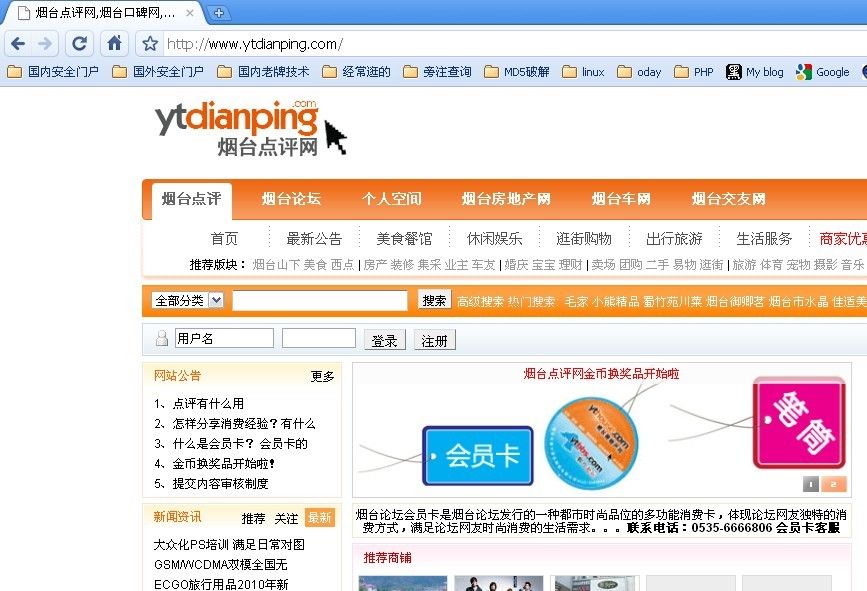 烟台点评网,烟台口碑网,...
http://www.ytdianping.com/
国内安全门户 国外安全门户 国内老牌技术 经常逛的 旁注查询 MD5破解 linux oday PHP My blog Google
ytdianping.com
烟台点评网
烟台点评 烟台论坛 个人空间 烟台房地产网 烟台车网 烟台交友网
首页 最新公告 美食餐馆 休闲娱乐 逛街购物 出行旅游 生活服务 商家优惠
推荐版块: 烟台山下 美食 西点 | 房产 装修 集采 业主 车友 | 婚庆 宝宝 理财 | 卖场 团购 二手 易物 逛街 | 旅游 体育 宠物 摄影 音乐
全部分类 搜索 高级搜索 热门搜索: 毛家 小熊精品 蜀竹苑川菜 烟台御卿茗 烟台市水晶 佳适美
用户名 登录 注册
网站公告 更多
1、点评有什么用
2、怎样分享消费经验?有什么
3、什么是会员卡? 会员卡的
4、金币换奖品开始啦!
5、提交内容审核制度
烟台点评网金币换奖品开始啦
会员卡
笔筒
1 2
新闻资讯 推荐 关注 最新
大众化PS培训 满足日常对图
GSM/WCDMA双模全国无
ECGO旅行用品2010年新
烟台论坛会员卡是烟台论坛发行的一种都市时尚品位的多功能消费卡,体现论坛网友独特的消
费方式,满足论坛网友时尚消费的生活需求。。。联系电话:0535-6666806 会员卡客服
推荐商铺